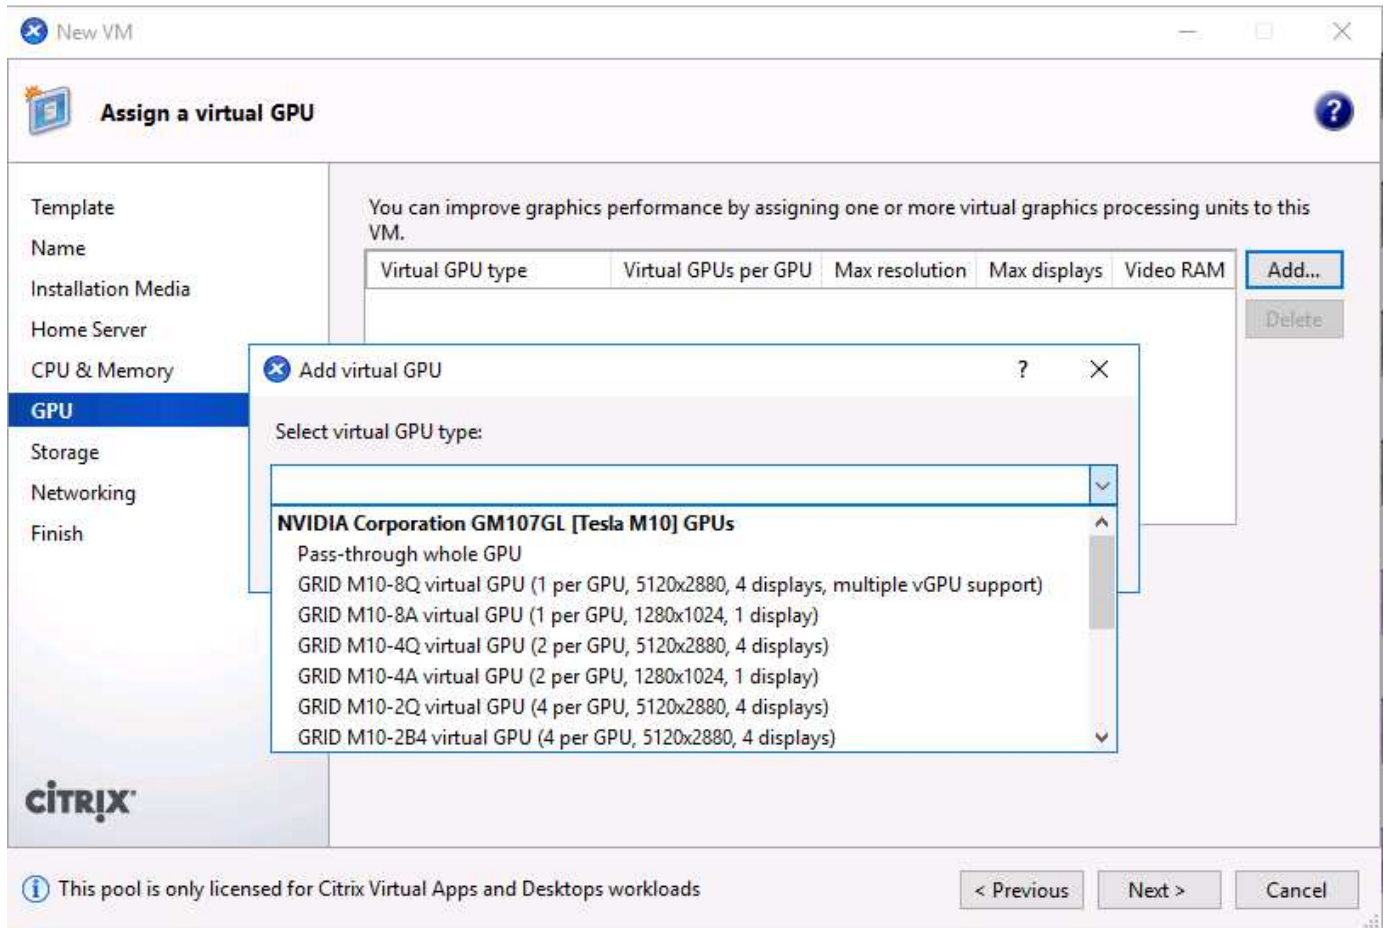 New VM
Assign a virtual GPU
?
Template
Name
Installation Media
Home Server
CPU & Memory
GPU
Storage
Networking
Finish
You can improve graphics performance by assigning one or more virtual graphics processing units to this
VM.
Virtual GPU type Virtual GPUs per GPU Max resolution Max displays Video RAM
Add...
Delete
Add virtual GPU
?
Select virtual GPU type:
NVIDIA Corporation GM107GL [Tesla M10] GPUs
Pass-through whole GPU
GRID M10-8Q virtual GPU (1 per GPU, 5120x2880, 4 displays, multiple vGPU support)
GRID M10-8A virtual GPU (1 per GPU, 1280x1024, 1 display)
GRID M10-4Q virtual GPU (2 per GPU, 5120x2880, 4 displays)
GRID M10-4A virtual GPU (2 per GPU, 1280x1024, 1 display)
GRID M10-2Q virtual GPU (4 per GPU, 5120x2880, 4 displays)
GRID M10-2B4 virtual GPU (4 per GPU, 5120x2880, 4 displays)
CİTRIX
This pool is only licensed for Citrix Virtual Apps and Desktops workloads
< Previous
Next >
Cancel